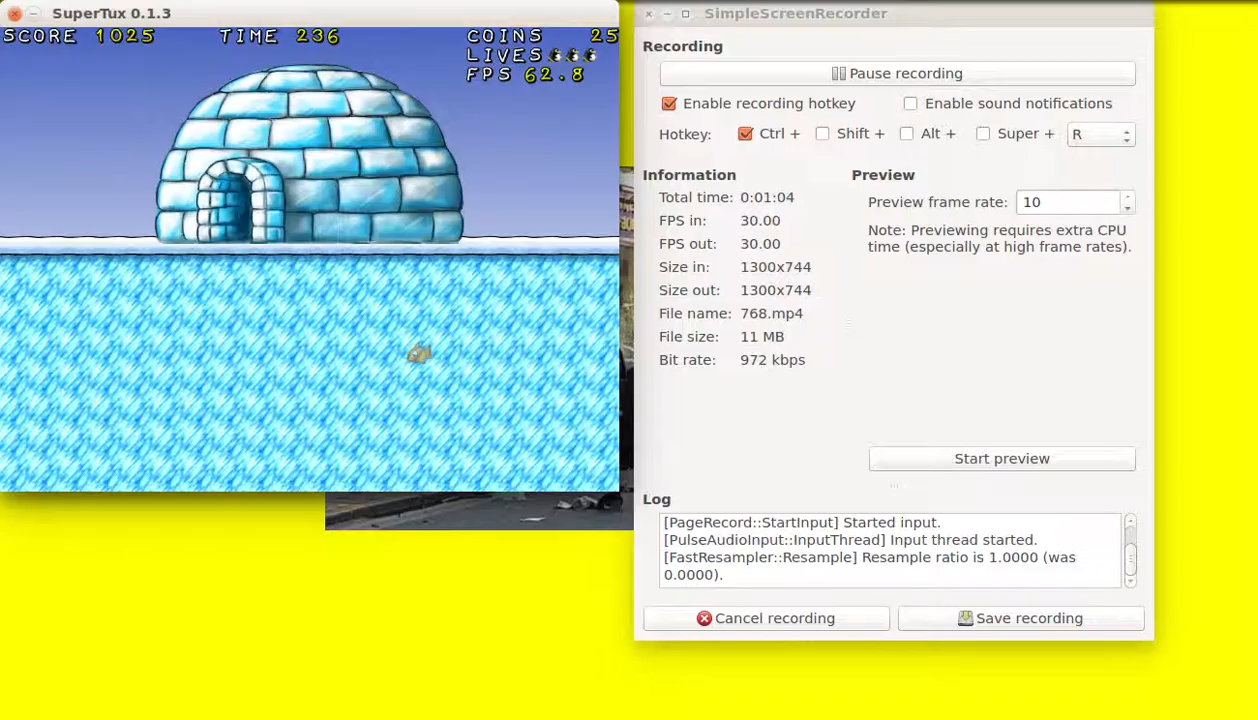 SuperTux 0.1.3
SCORE 1025 TIME 236 COINS 25
LIVES
FPS 62.8
SimpleScreenRecorder
Recording
Pause recording
Enable recording hotkey Enable sound notifications
Hotkey: Ctrl + Shift + Alt + Super + R
Information
Total time: 0:01:04
FPS in: 30.00
FPS out: 30.00
Size in: 1300x744
Size out: 1300x744
File name: 768.mp4
File size: 11 MB
Bit rate: 972 kbps
Preview
Preview frame rate: 10
Note: Previewing requires extra CPU
time (especially at high frame rates).
Start preview
Log
[PageRecord::StartInput] Started input.
[PulseAudioInput::InputThread] Input thread started.
[FastResampler::Resample] Resample ratio is 1.0000 (was
0.0000).
Cancel recording Save recording